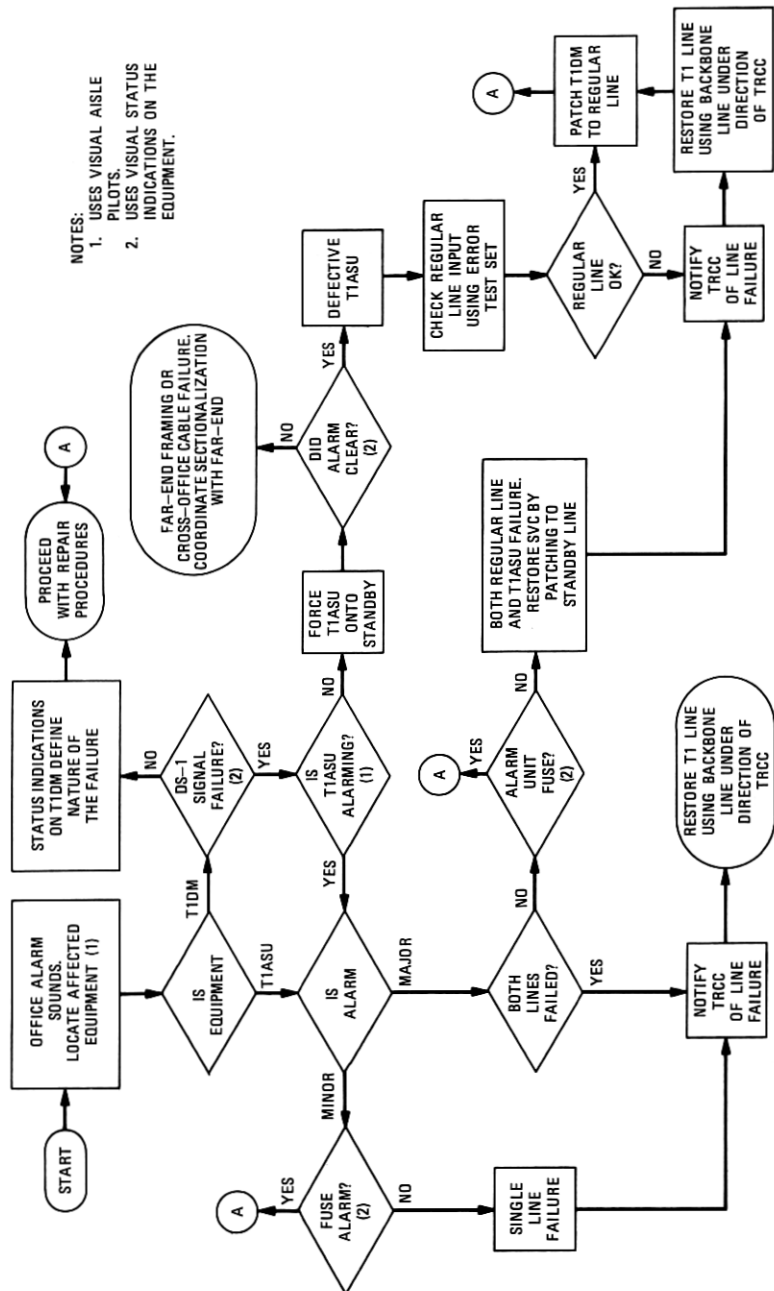 START
OFFICE ALARM
SOUNDS.
LOCATE AFFECTED
EQUIPMENT (1)
IS
EQUIPMENT
T1DM
T1ASU
STATUS INDICATIONS
ON T1DM DEFINE
NATURE OF
THE FAILURE
PROCEED
WITH REPAIR
PROCEDURES
A
NO
DS-1
SIGNAL
FAILURE?
(2)
YES
IS
T1ASU
ALARMING?
(1)
YES
NO
FORCE
T1ASU
ONTO
STANDBY
DID
ALARM
CLEAR?
(2)
NO
FAR-END FRAMING OR
CROSS-OFFICE CABLE FAILURE.
COORDINATE SECTIONALIZATION
WITH FAR-END
YES
DEFECTIVE
T1ASU
CHECK REGULAR
LINE INPUT
USING ERROR
TEST SET
REGULAR
LINE
OK?
YES
PATCH T1DM
TO REGULAR
LINE
A
NO
NOTIFY
TRCC
OF LINE
FAILURE
RESTORE T1 LINE
USING BACKBONE
LINE UNDER
DIRECTION
OF TRCC
IS
ALARM
MINOR
MAJOR
FUSE
ALARM?
(2)
YES
A
NO
SINGLE
LINE
FAILURE
BOTH
LINES
FAILED?
NO
YES
ALARM
UNIT
FUSE?
(2)
YES
A
NO
BOTH REGULAR LINE
AND T1ASU FAILURE.
RESTORE SVC BY
PATCHING TO
STANDBY LINE
NOTIFY
TRCC
OF LINE
FAILURE
RESTORE T1 LINE
USING BACKBONE
LINE UNDER
DIRECTION OF
TRCC
NOTES:
1. USES VISUAL AISLE
PILOTS.
2. USES VISUAL STATUS
INDICATIONS ON THE
EQUIPMENT.